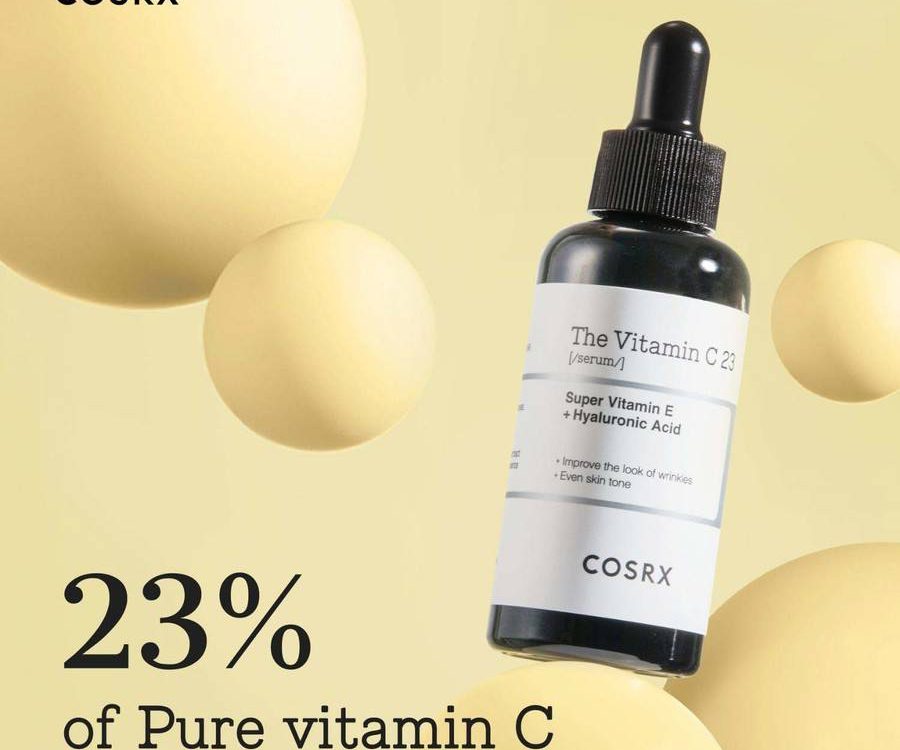 The Vitamin C 23
[/serum/]
Super Vitamin E
+Hyaluronic Acid
• Improve the look of wrinkles
• Even skin tone
COSRX
23%
of Pure vitamin C